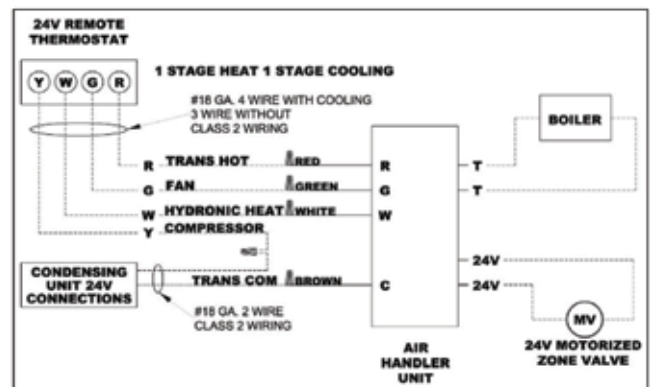 24V REMOTE
THERMOSTAT
Y W G R
1 STAGE HEAT 1 STAGE COOLING
#18 GA. 4 WIRE WITH COOLING
3 WIRE WITHOUT
CLASS 2 WIRING
BOILER
R TRANS HOT RED R T
G FAN GREEN G T
W HYDRONIC HEAT WHITE W
Y COMPRESSOR
24V
CONDENSING
UNIT 24V
CONNECTIONS
TRANS COM BROWN C 24V
#18 GA. 2 WIRE
CLASS 2 WIRING
MV
24V MOTORIZED
ZONE VALVE
AIR
HANDLER
UNIT